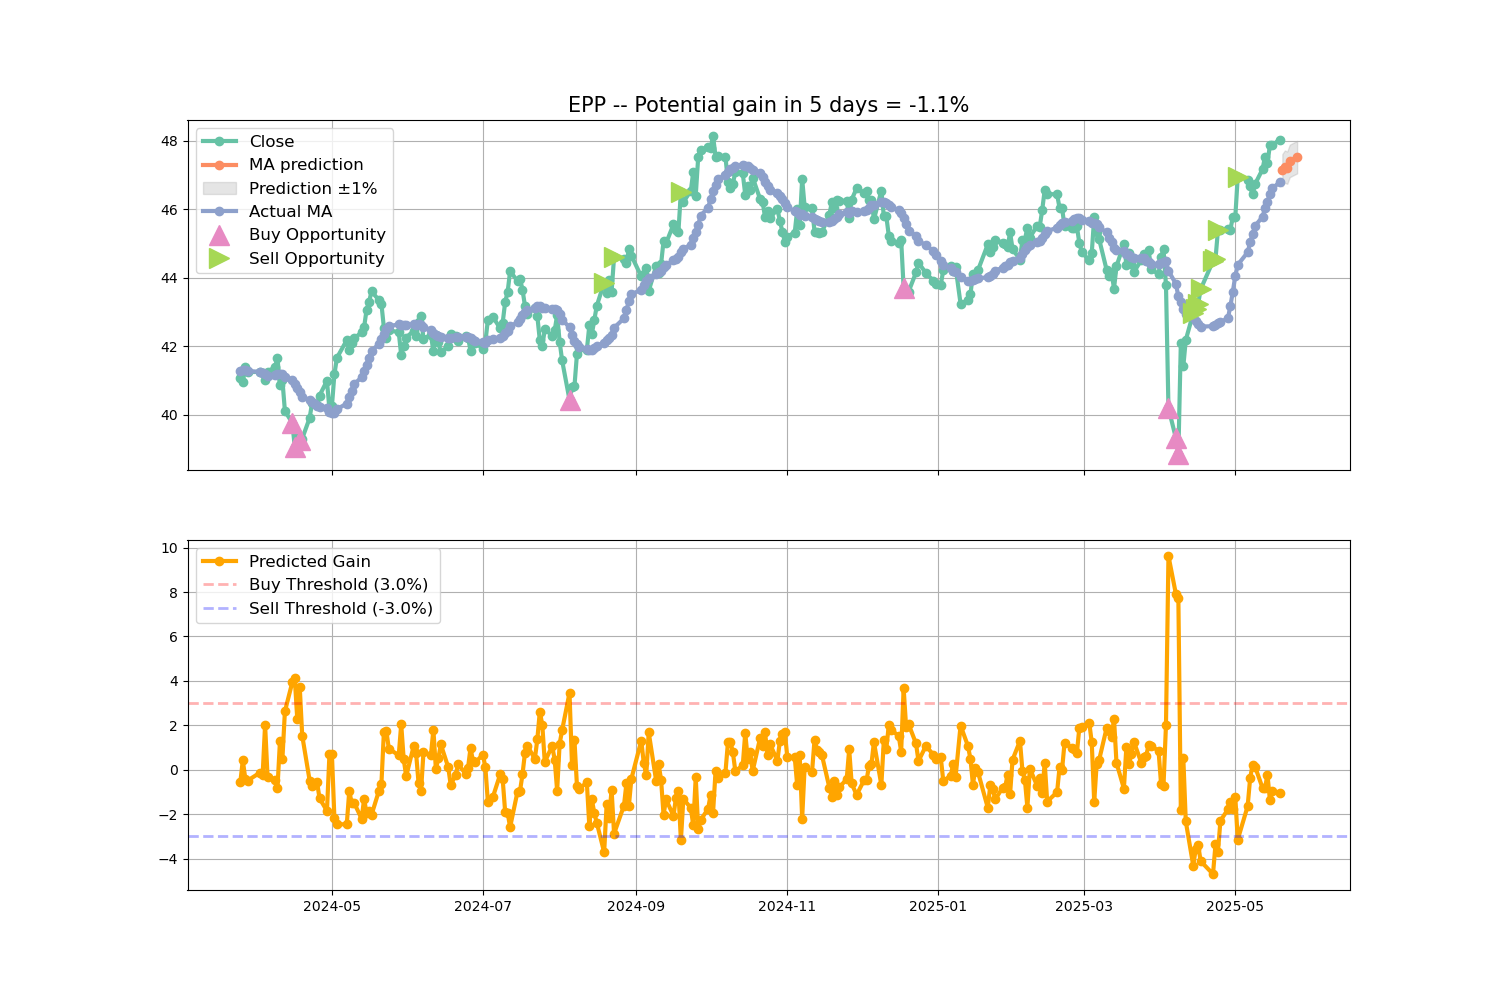 EPP -- Potential gain in 5 days = -1.1%
48
46
44
42
40
Close
MA prediction
Prediction ±1%
Actual MA
Buy Opportunity
Sell Opportunity
10
8
6
4
2
0
−2
−4
Predicted Gain
Buy Threshold (3.0%)
Sell Threshold (-3.0%)
2024-05
2024-07
2024-09
2024-11
2025-01
2025-03
2025-05